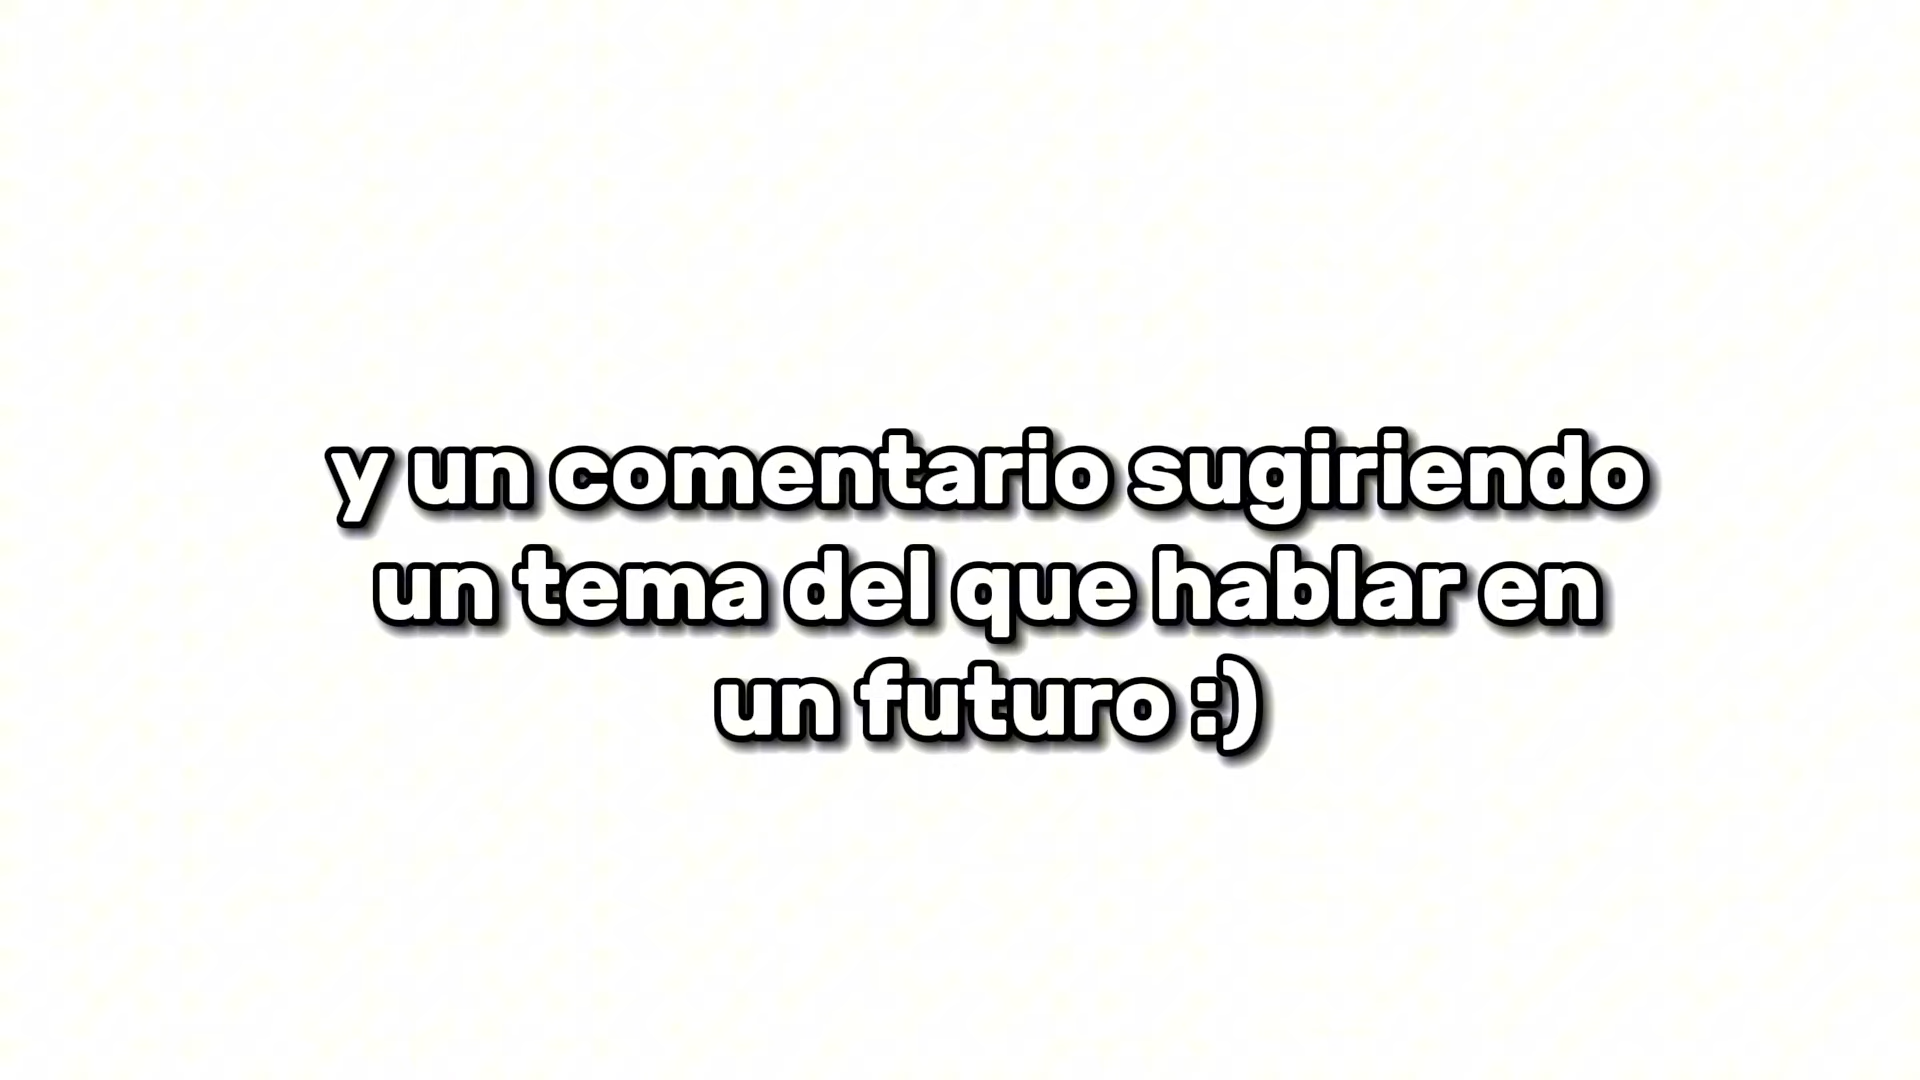 y un comentario sugiriendo
un tema del que hablar en
un futuro :)